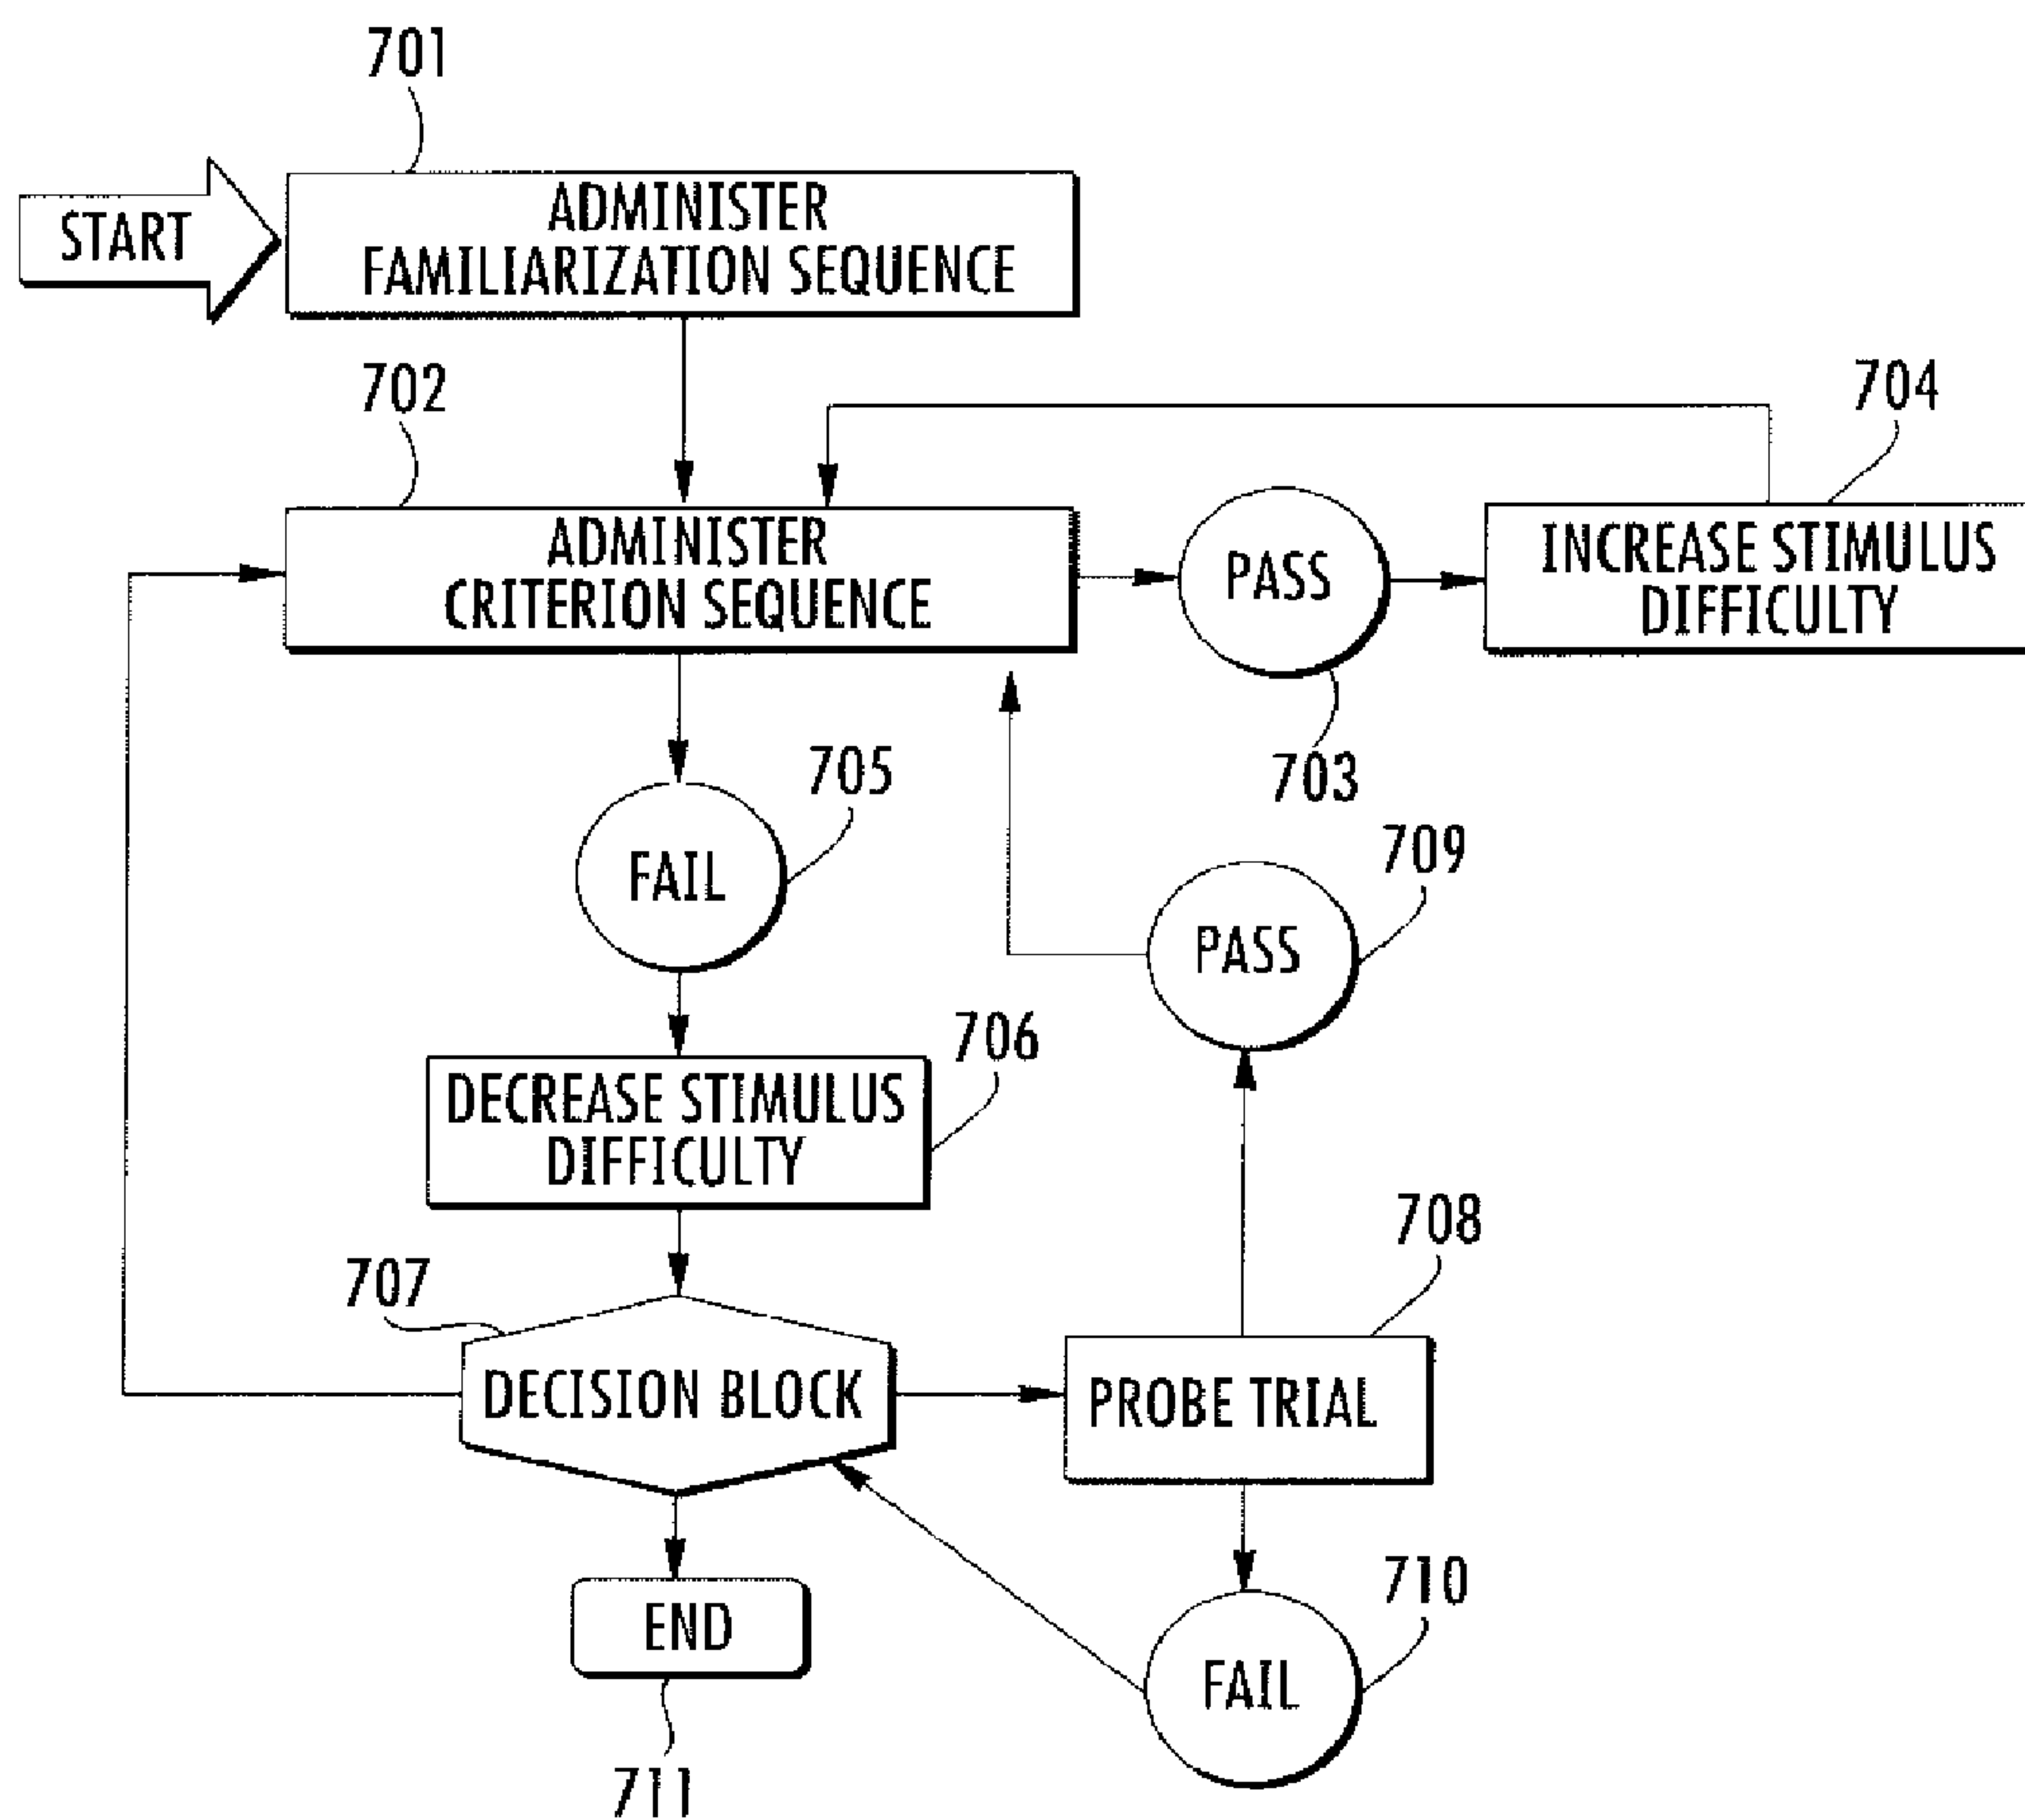 701
START
ADMINISTER
FAMILIARIZATION SEQUENCE
702
704
ADMINISTER
CRITERION SEQUENCE
PASS
INCREASE STIMULUS
DIFFICULTY
703
705
FAIL
709
PASS
706
DECREASE STIMULUS
DIFFICULTY
707
708
DECISION BLOCK
PROBE TRIAL
END
710
FAIL
711